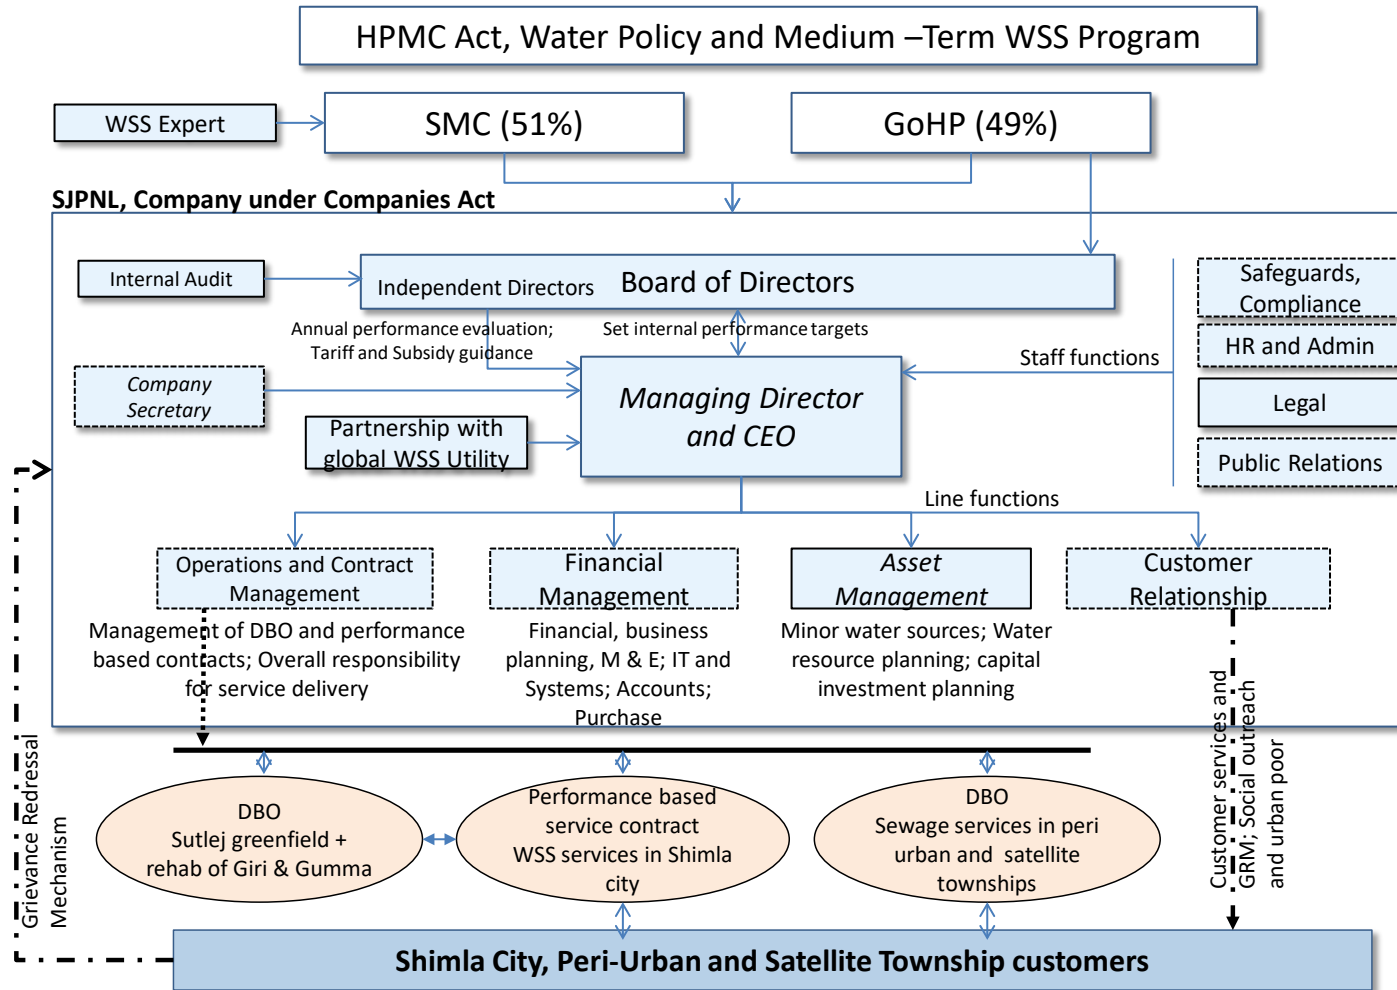 HPMC Act, Water Policy and Medium –Term WSS Program
WSS Expert
SMC (51%)
GoHP (49%)
SJPNL, Company under Companies Act
Internal Audit
Independent Directors
Board of Directors
Safeguards,
Compliance
Annual performance evaluation;
Tariff and Subsidy guidance
Set internal performance targets
Staff functions
HR and Admin
Company
Secretary
Managing Director
and CEO
Legal
Partnership with
global WSS Utility
Public Relations
Line functions
Operations and Contract
Management
Financial
Management
Asset
Management
Customer
Relationship
Management of DBO and performance
based contracts; Overall responsibility
for service delivery
Financial, business
planning, M & E; IT and
Systems; Accounts;
Purchase
Minor water sources; Water
resource planning; capital
investment planning
Customer services and
GRM; Social outreach
and urban poor
Grievance Redressal
Mechanism
DBO
Sutlej greenfield +
rehab of Giri & Gumma
Performance based
service contract
WSS services in Shimla
city
DBO
Sewage services in peri
urban and satellite
townships
Shimla City, Peri-Urban and Satellite Township customers